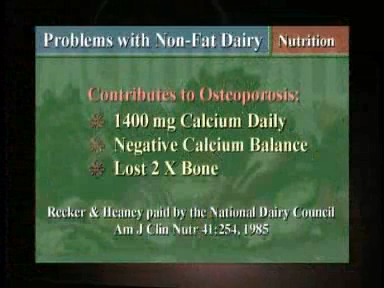 Problems with Non-Fat Dairy
Nutrition
Contributes to Osteoporosis:
1400 mg Calcium Daily
Negative Calcium Balance
Lost 2 X Bone
Recker & Heaney paid by the National Dairy Council
Am J Clin Nutr 41:254, 1985